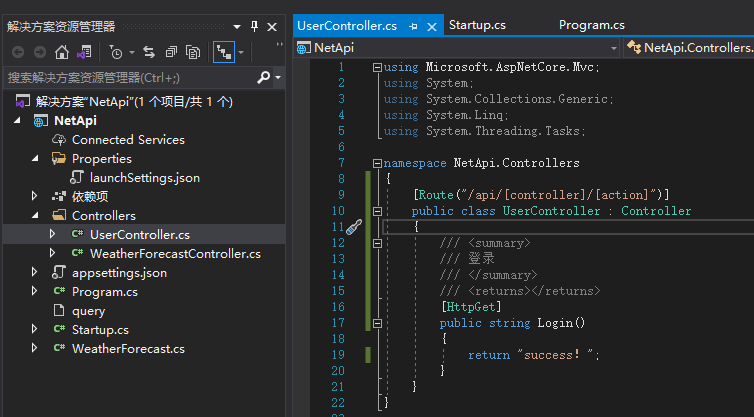 解决方案资源管理器
搜索解决方案资源管理器(Ctrl+;)
解决方案"NetApi"(1 个项目/共 1 个)
NetApi
Connected Services
Properties
launchSettings.json
依赖项
Controllers
UserController.cs
WeatherForecastController.cs
appsettings.json
Program.cs
query
Startup.cs
WeatherForecast.cs
UserController.cs Startup.cs Program.cs
NetApi NetApi.Controllers.
1 using Microsoft.AspNetCore.Mvc;
2 using System;
3 using System.Collections.Generic;
4 using System.Linq;
5 using System.Threading.Tasks;
6
7 namespace NetApi.Controllers
8 {
9 [Route("/api/[controller]/[action]")]
10 public class UserController : Controller
11 {
12 /// <summary>
13 /// 登录
14 /// </summary>
15 /// <returns></returns>
16 [HttpGet]
17 public string Login()
18 {
19 return "success！";
20 }
21 }
22 }